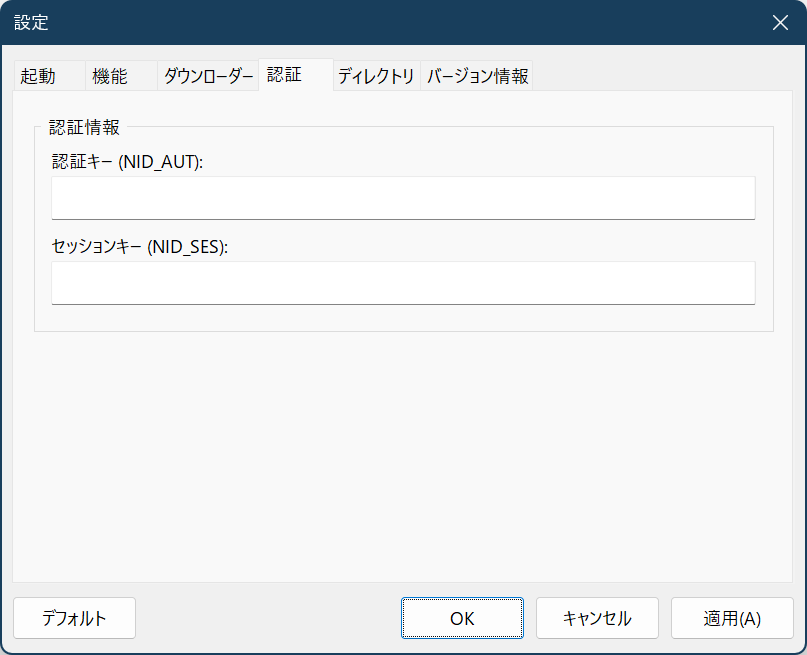 設定
起動 機能 ダウンローダー 認証 ディレクトリ バージョン情報
認証情報
認証キー (NID_AUT):
セッションキー (NID_SES):
デフォルト OK キャンセル 適用(A)